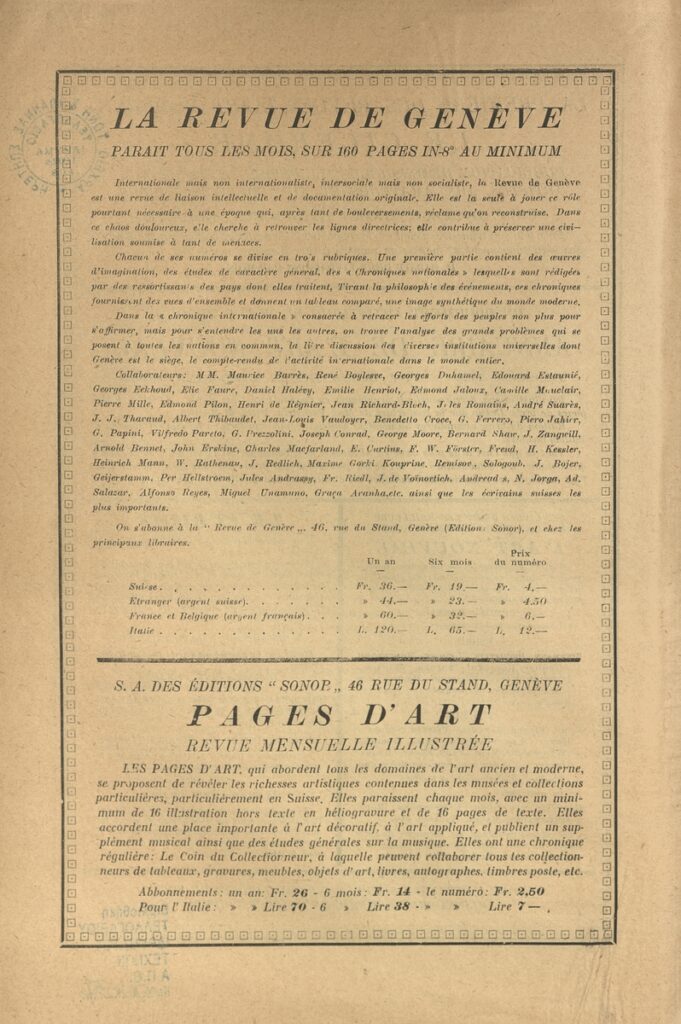 LA REVUE DE GENÈVE
PARAIT TOUS LES MOIS, SUR 160 PAGES IN-8° AU MINIMUM
Internationale mais non internationaliste, intersociale mais non socialiste, la Revue de Genève
est une revue de liaison intellectuelle et de documentation originale. Elle est la seule à jouer ce rôle
pourtant nécessaire à une époque qui, après tant de bouleversements, réclame qu'on reconstruise. Dans
ce chaos douloureux, elle cherche à retrouver les lignes directrices; elle contribue à préserver une civi-
lisation soumise à tant de menaces.
Chacun de ses numéros se divise en trois rubriques. Une première partie contient des œuvres
d'imagination, des études de caractère général, des « Chroniques nationales » lesquelles sont rédigées
par des ressortissants des pays dont elles traitent, Tirant la philosophie des événements, ces chroniques
fournissent des vues d'ensemble et donnent un tableau comparé, une image synthétique du monde moderne.
Dans la « chronique internationale » consacrée à retracer les efforts des peuples non plus pour
s'affirmer, mais pour s'entendre les uns les autres, on trouve l'analyse des grands problèmes qui se
posent à toutes les nations en commun, la libre discussion des diverses institutions universelles dont
Genève est le siège, le compte-rendu de l'activité internationale dans le monde entier.
Collaborateurs: MM. Maurice Barrès, René Boylesve, Georges Duhamel, Edouard Estaunié,
Georges Eekhoud, Elie Faure, Daniel Halévy, Emilie Henriot, Edmond Jaloux, Camille Mauclair,
Pierre Mille, Edmond Pilon, Henri de Régnier, Jean Richard-Bloch, Jules Romains, André Suarès,
J. J. Tharaud, Albert Thibaudet, Jean-Louis Vaudoyer, Benedetto Croce, G. Ferrero, Piero Jahier,
G. Papini, Vilfredo Pareto, G. Prezzolini, Joseph Conrad, George Moore, Bernard Shaw, J. Zangwill,
Arnold Bennet, John Erskine, Charles Macfarland, E. Curtius, F. W. Förster, Freud, H. Kessler,
Heinrich Mann, W. Rathenau, J. Redlich, Maxime Gorki Kouprine, Remisov, Sologoub. J. Bojer,
Geijerstamm, Per Hellstroem, Jules Andrassy, Fr. Riedl, J. de Voïnovtich, Andreades, N. Jorga, Ad.
Salazar, Alfonso Reyes, Miguel Unamuno, Graça Aranha,etc. ainsi que les écrivains suisses les
plus importants.
On s'abonne à la " Revue de Genève „ 46, rue du Stand, Genève (Edition: Sonor), et chez les
principaux libraires.
Un an Six mois Prix du numéro
Suisse . . . . . . . . . . . . Fr. 36.— Fr. 19.— Fr. 4.—
Etranger (argent suisse). . . . . . . » 44.— » 23.— » 4.50
France et Belgique (argent français). . . » 60.— » 32.— » 6.—
Italie . . . . . . . . . . . . L. 120.— L. 65.— L. 12.—
S. A. DES ÉDITIONS " SONOR „ 46 RUE DU STAND, GENÈVE
PAGES D'ART
REVUE MENSUELLE ILLUSTRÉE
LES PAGES D'ART, qui abordent tous les domaines de l'art ancien et moderne,
se proposent de révéler les richesses artistiques contenues dans les musées et collections
particulières, particulièrement en Suisse. Elles paraissent chaque mois, avec un mini-
mum de 16 illustration hors texte en héliogravure et de 16 pages de texte. Elles
accordent une place importante à l'art décoratif, à l'art appliqué, et publient un sup-
plément musical ainsi que des études générales sur la musique. Elles ont une chronique
régulière: Le Coin du Collectionneur, à laquelle peuvent collaborer tous les collection-
neurs de tableaux, gravures, meubles, objets d'art, livres, autographes, timbres poste, etc.
Abonnements: un an: Fr. 26 - 6 mois: Fr. 14 - le numéro: Fr. 2,50
Pour l'Italie: » » Lire 70 - 6 » Lire 38 - » » Lire 7 —